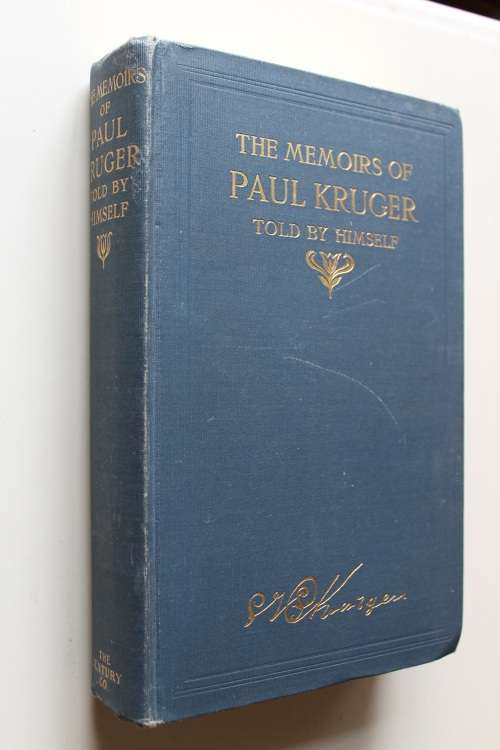 THE MEMOIRS
OF
PAUL
KRUGER
TOLD BY
HIMSELF
THE
CENTURY
CO
THE MEMOIRS OF
PAUL KRUGER
TOLD BY HIMSELF
S J P Kruger